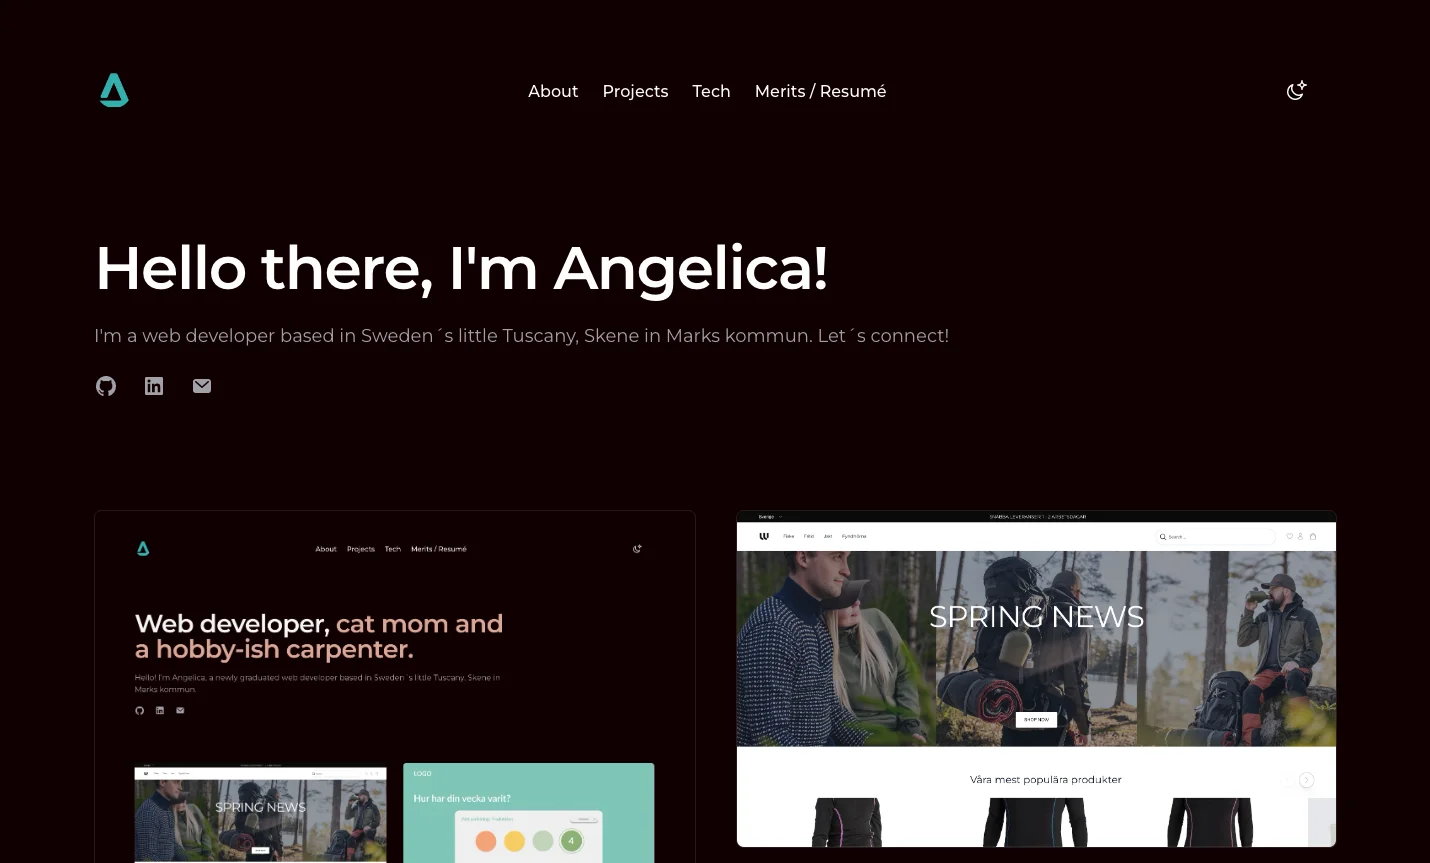 About Projects Tech Merits / Resumé
Hello there, I'm Angelica!
I'm a web developer based in Sweden´s little Tuscany, Skene in Marks kommun. Let´s connect!
About Projects Tech Merits / Resumé
Web developer, cat mom and
a hobby-ish carpenter.
Hello! I'm Angelica, a newly graduated web developer based in Sweden ´s little Tuscany, Skene in
Marks kommun.
SPRING NEWS
LOGO
Hur har din vecka varit?
4
Sverige
SNABBA LEVERANSER 1 - 2 ARBETSDAGAR
Fiske Fritid Jakt Fyndhörna
Search ...
SPRING NEWS
SHOP NOW
Våra mest populära produkter